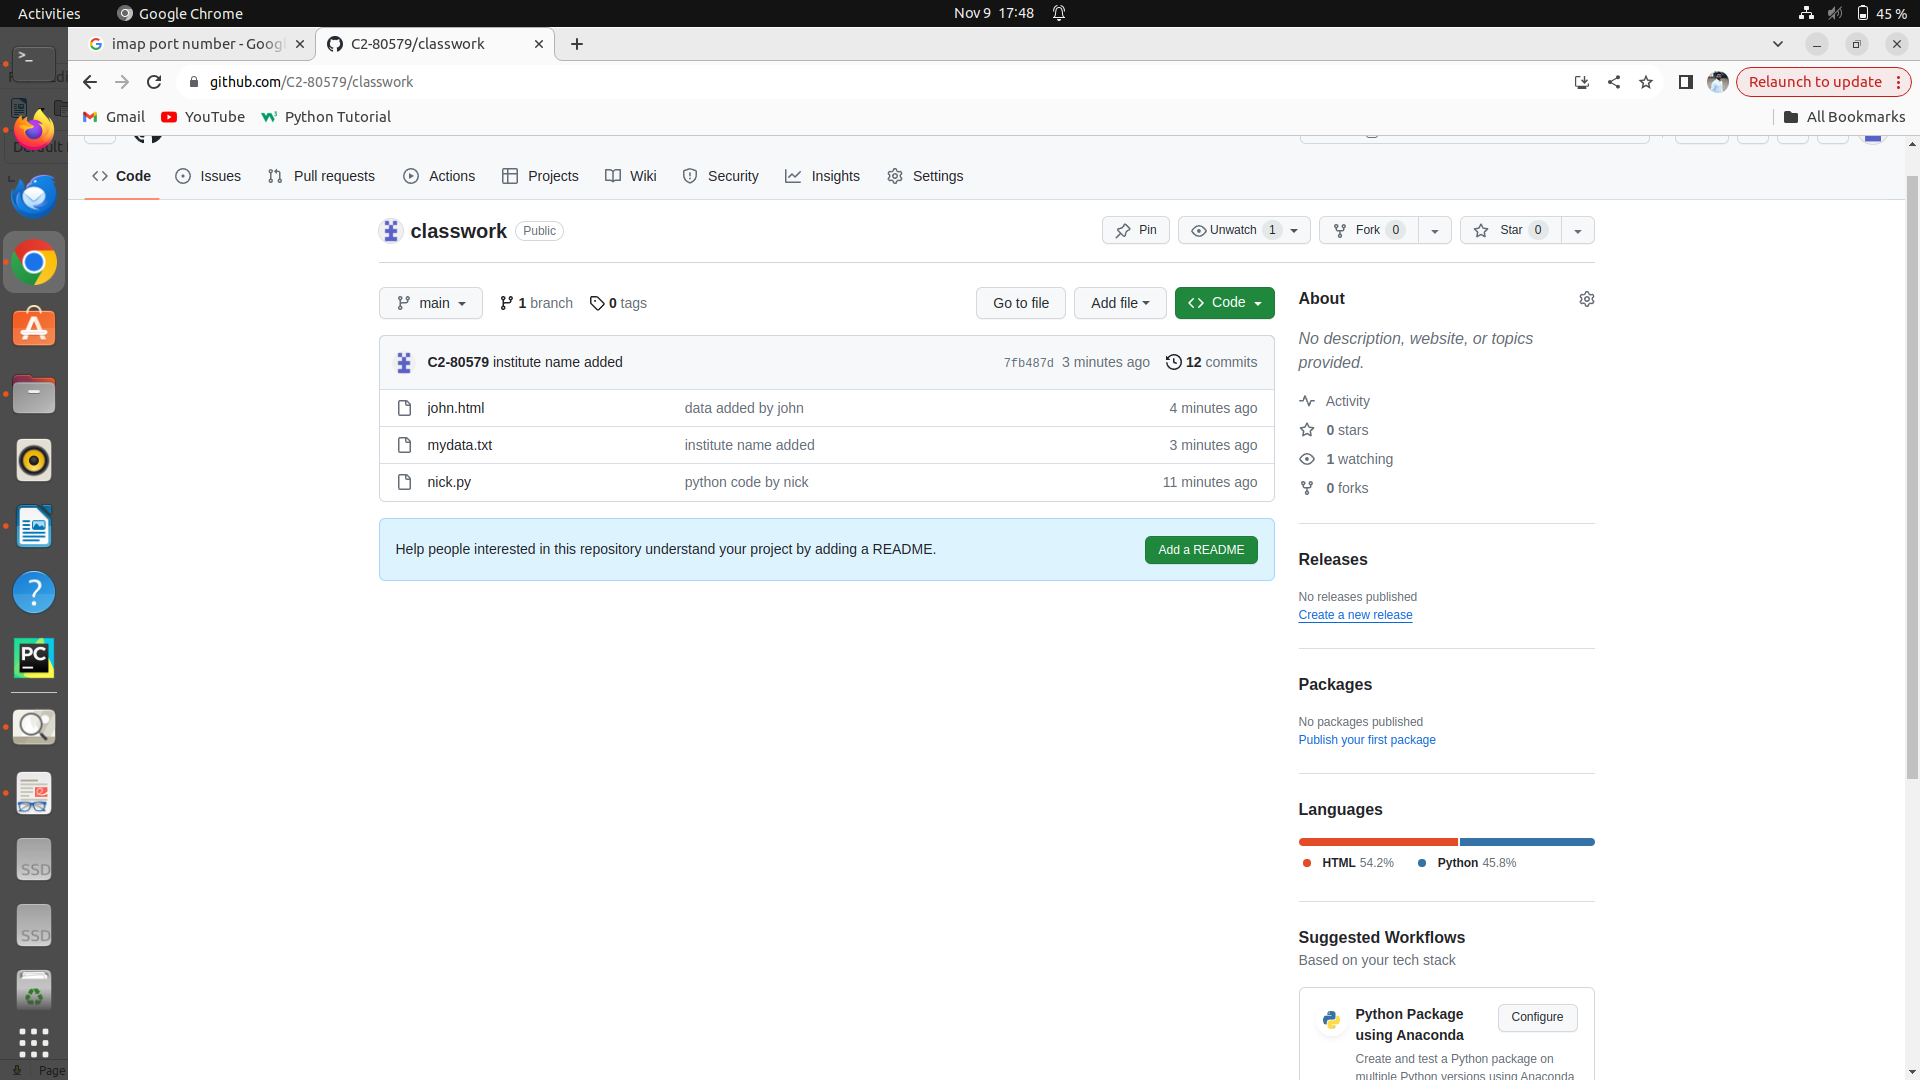 Activities
Google Chrome
Nov 9 17:48
45 %
imap port number - Goog
C2-80579/classwork
github.com/C2-80579/classwork
Relaunch to update
Gmail
YouTube
Python Tutorial
All Bookmarks
Code
Issues
Pull requests
Actions
Projects
Wiki
Security
Insights
Settings
classwork
Public
Pin
Unwatch 1
Fork 0
Star 0
main
1 branch
0 tags
Go to file
Add file
Code
C2-80579 institute name added
7fb487d 3 minutes ago
12 commits
john.html
data added by john
4 minutes ago
mydata.txt
institute name added
3 minutes ago
nick.py
python code by nick
11 minutes ago
Help people interested in this repository understand your project by adding a README.
Add a README
About
No description, website, or topics
provided.
Activity
0 stars
1 watching
0 forks
Releases
No releases published
Create a new release
Packages
No packages published
Publish your first package
Languages
HTML 54.2%
Python 45.8%
Suggested Workflows
Based on your tech stack
Python Package
using Anaconda
Configure
Create and test a Python package on
multiple Python versions using Anaconda
PC
SSD
SSD
Page